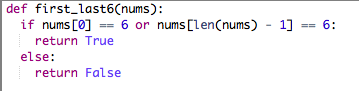 def first_last6(nums):
  if nums[0] == 6 or nums[len(nums) - 1] == 6:
    return True
  else:
    return False